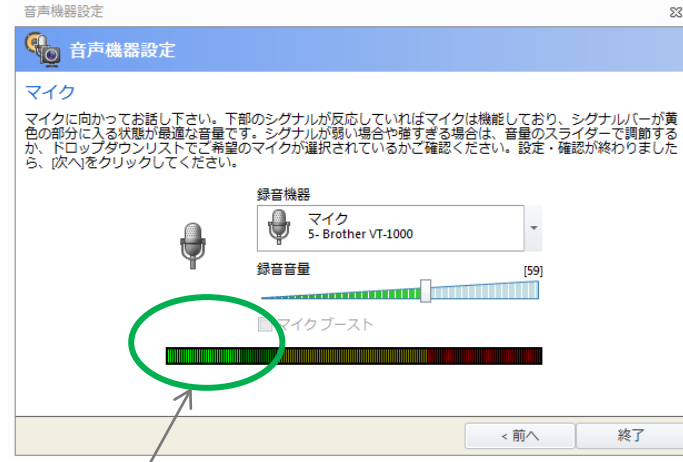 音声機器設定
音声機器設定
マイク
マイクに向かってお話し下さい。下部のシグナルが反応していればマイクは機能しており、シグナルバーが黄
色の部分に入る状態が最適な音量です。シグナルが弱い場合や強すぎる場合は、音量のスライダーで調節する
か、ドロップダウンリストでご希望のマイクが選択されているかご確認ください。設定・確認が終わりました
ら、[次へ]をクリックしてください。
録音機器
マイク
5- Brother VT-1000
録音音量 [59]
マイク ブースト
< 前へ 終了